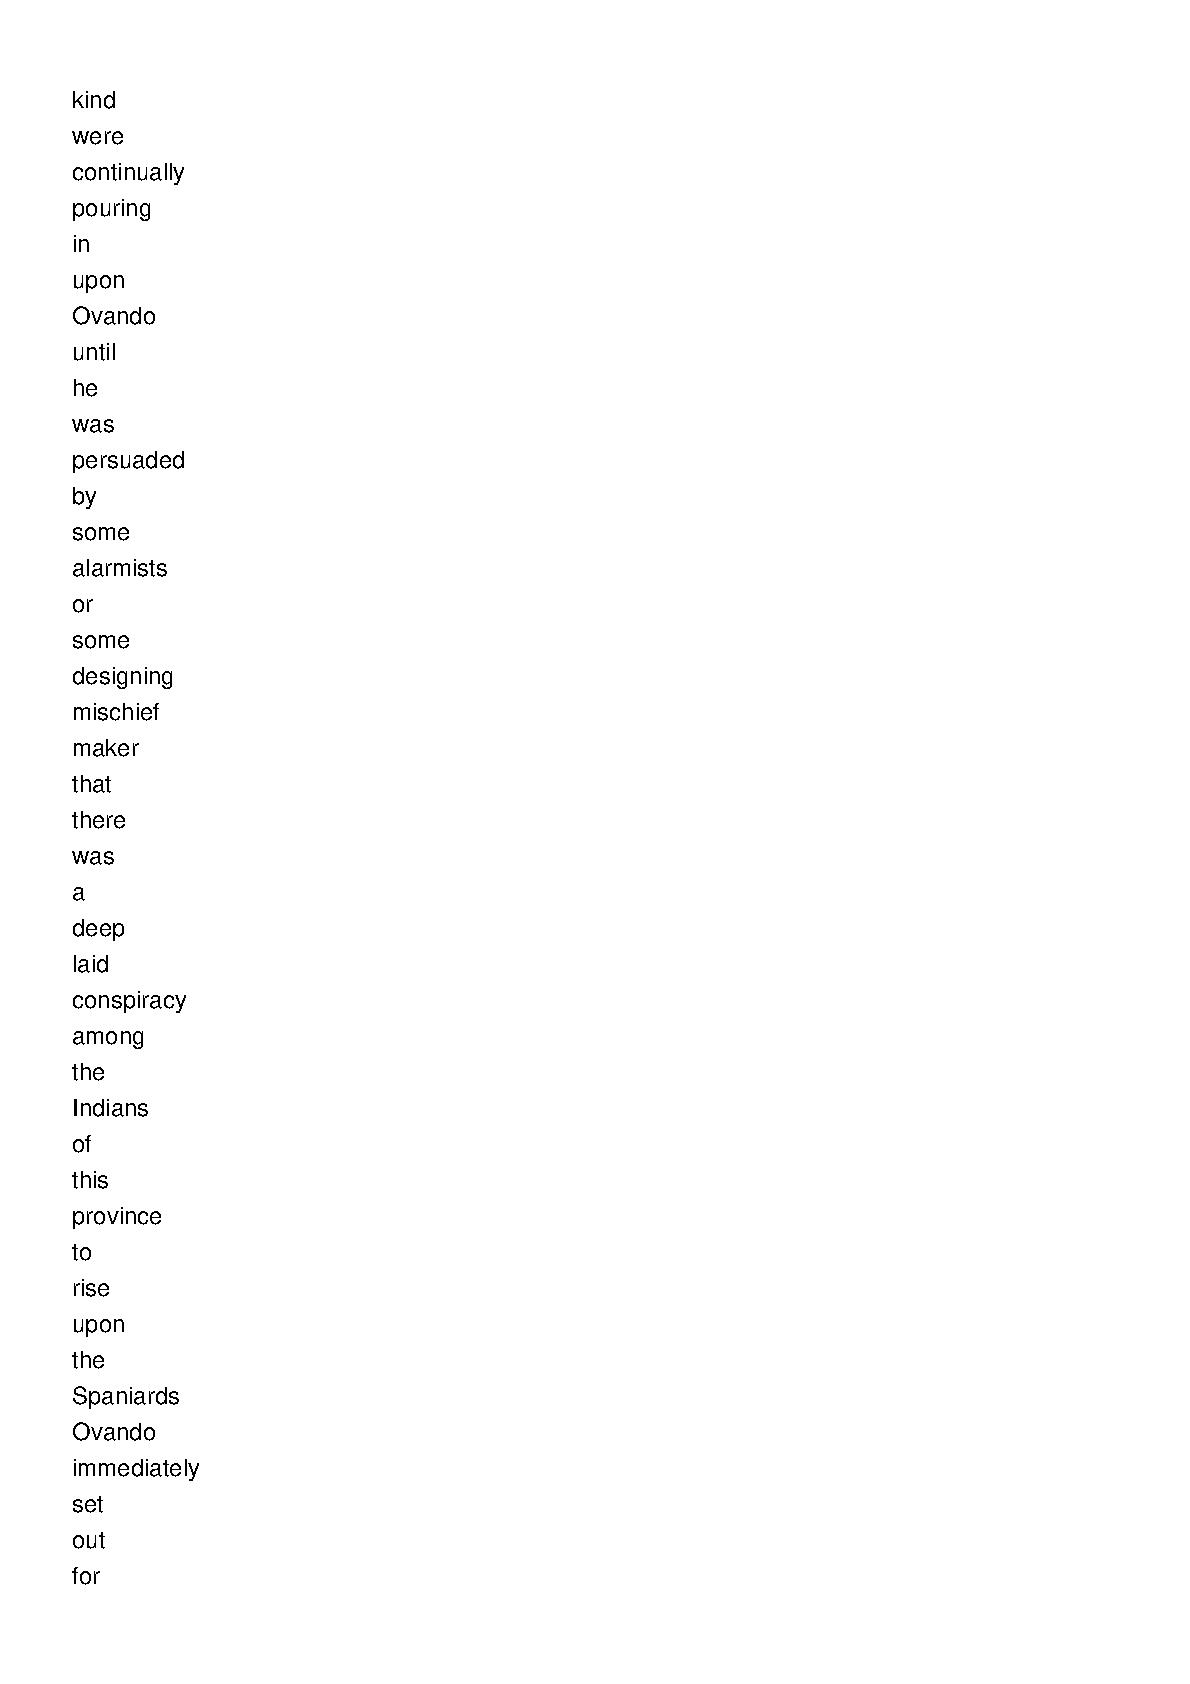 kind
were
continually
pouring
in
upon
Ovando
until
he
was
persuaded
by
some
alarmists
or
some
designing
mischief
maker
that
there
was
a
deep
laid
conspiracy
among
the
Indians
of
this
province
to
rise
upon
the
Spaniards
Ovando
immediately
set
out
for